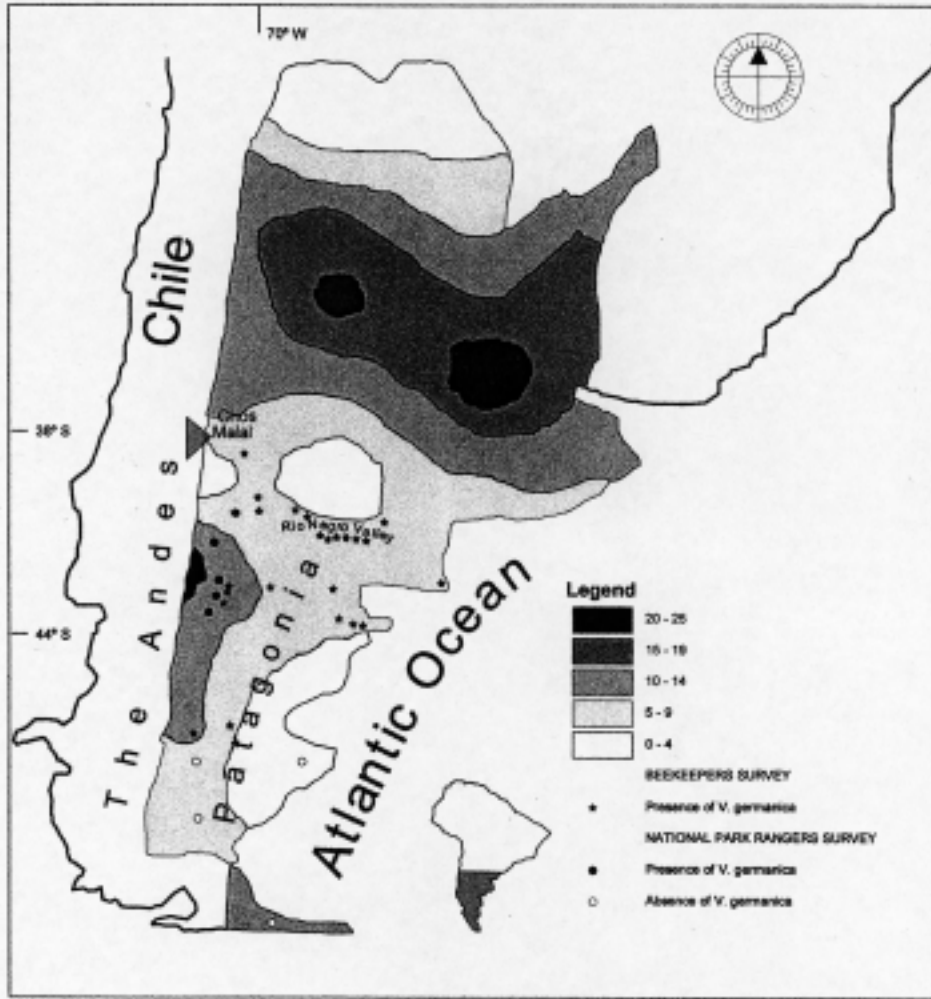 70° W
Chile
Chos
Malal
38° S
Rio Negro Valley
The Andes
Patagonia
44° S
Atlantic Ocean
Legend
20 - 25
15 - 19
10 - 14
5 - 9
0 - 4
BEEKEEPERS SURVEY
Presence of V. germanica
NATIONAL PARK RANGERS SURVEY
Presence of V. germanica
Absence of V. germanica